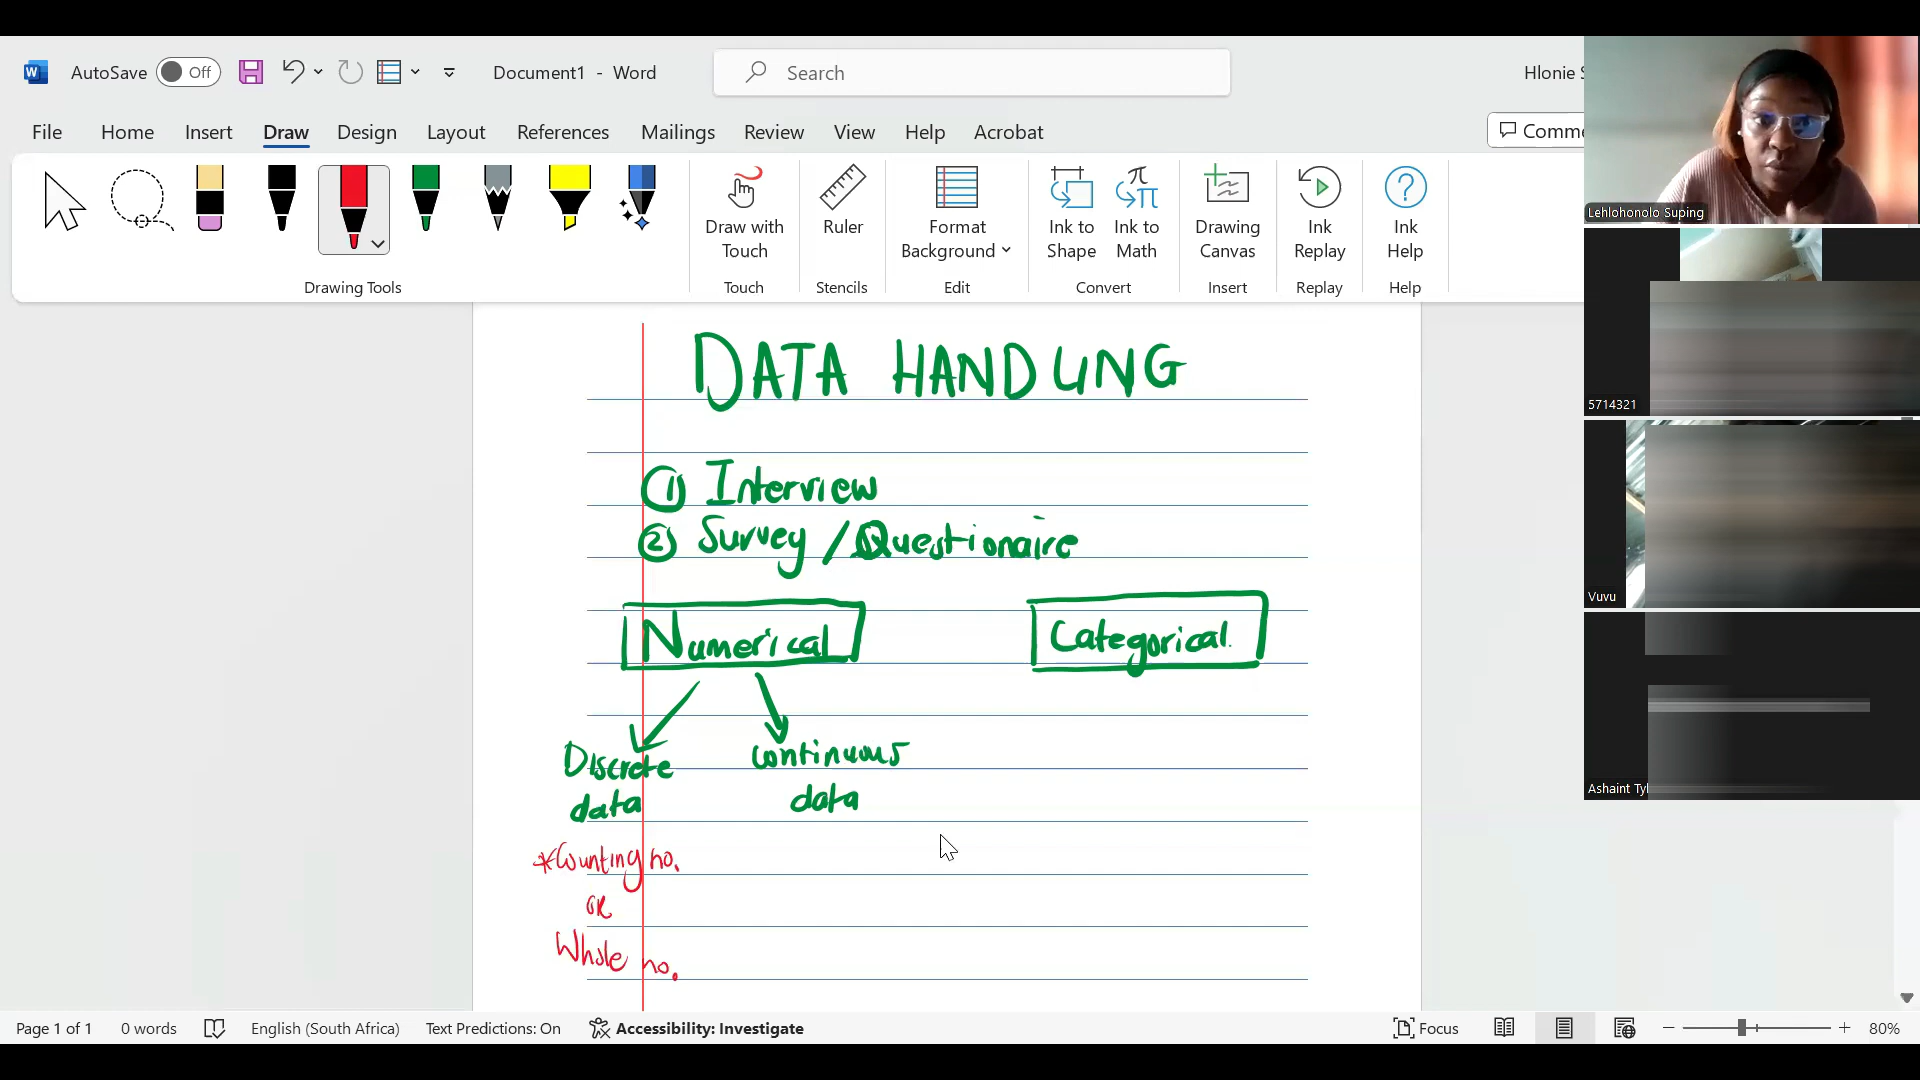 AutoSave Off Document1 - Word Search Hlonie S
File Home Insert Draw Design Layout References Mailings Review View Help Acrobat Comme
Draw with Touch
Ruler
Format Background
Ink to Shape
Ink to Math
Drawing Canvas
Ink Replay
Ink Help
Drawing Tools Touch Stencils Edit Convert Insert Replay Help
Lehlohonolo Suping
5714321
Vuvu
Ashaint Tyl
DATA HANDLING
① Interview
② Survey / Questionaire
Numerical Categorical.
Discrete data
continuous data
*Counting no.
OR
Whole no.
Page 1 of 1 0 words English (South Africa) Text Predictions: On Accessibility: Investigate Focus 80%